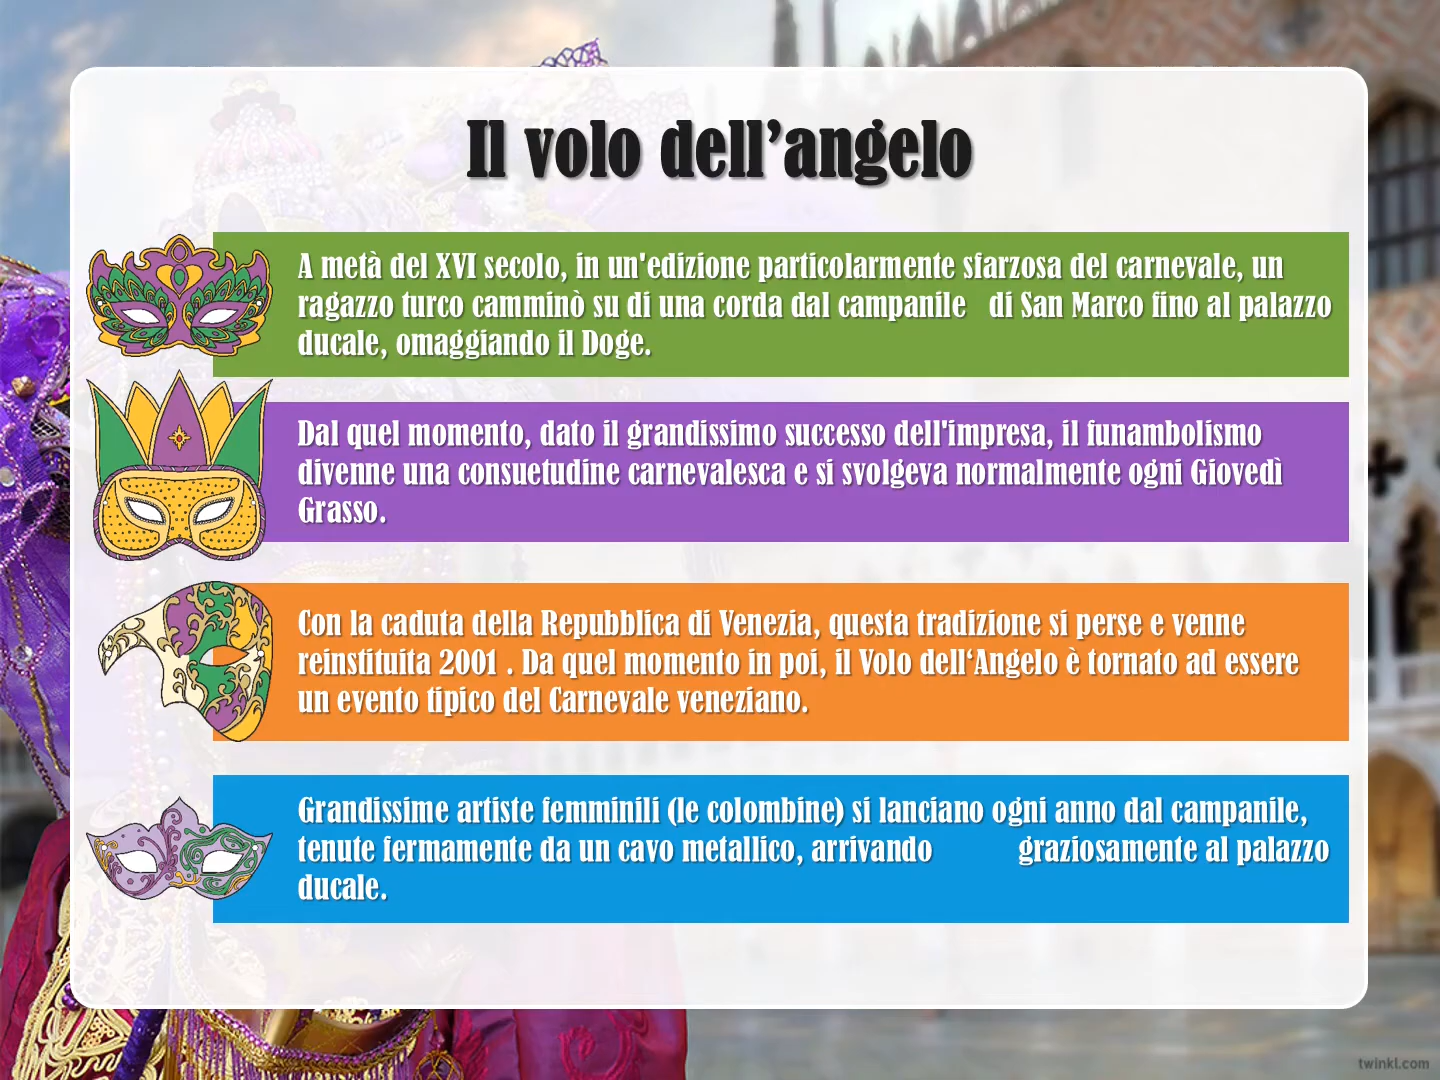 Il volo dell’angelo
A metà del XVI secolo, in un'edizione particolarmente sfarzosa del carnevale, un
ragazzo turco camminò su di una corda dal campanile di San Marco fino al palazzo
ducale, omaggiando il Doge.
Dal quel momento, dato il grandissimo successo dell'impresa, il funambolismo
divenne una consuetudine carnevalesca e si svolgeva normalmente ogni Giovedì
Grasso.
Con la caduta della Repubblica di Venezia, questa tradizione si perse e venne
reinstituita 2001 . Da quel momento in poi, il Volo dell‘Angelo è tornato ad essere
un evento tipico del Carnevale veneziano.
Grandissime artiste femminili (le colombine) si lanciano ogni anno dal campanile,
tenute fermamente da un cavo metallico, arrivando graziosamente al palazzo
ducale.
twinkl.com